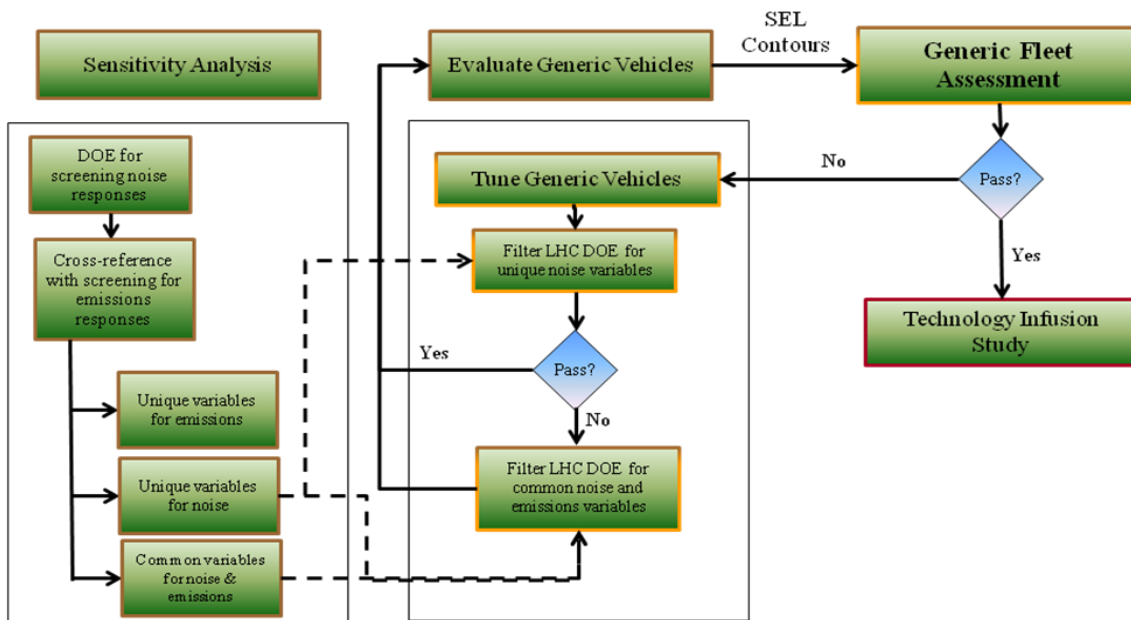 Sensitivity Analysis
Evaluate Generic Vehicles
SEL
Contours
Generic Fleet
Assessment
DOE for
screening noise
responses
Cross-reference
with screening for
emissions
responses
Unique variables
for emissions
Unique variables
for noise
Common variables
for noise &
emissions
Tune Generic Vehicles
Filter LHC DOE for
unique noise variables
Pass?
Yes
No
Filter LHC DOE for
common noise and
emissions variables
No
Pass?
Yes
Technology Infusion
Study